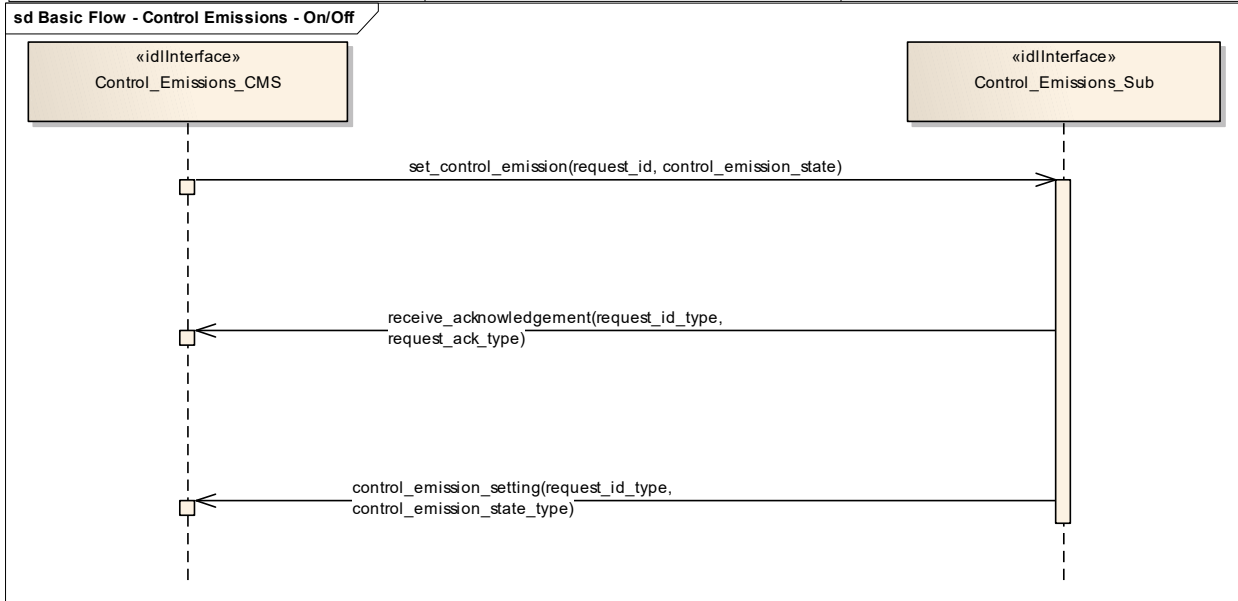 sd Basic Flow - Control Emissions - On/Off
«idlInterface»
Control_Emissions_CMS
«idlInterface»
Control_Emissions_Sub
set_control_emission(request_id, control_emission_state)
receive_acknowledgement(request_id_type,
request_ack_type)
control_emission_setting(request_id_type,
control_emission_state_type)